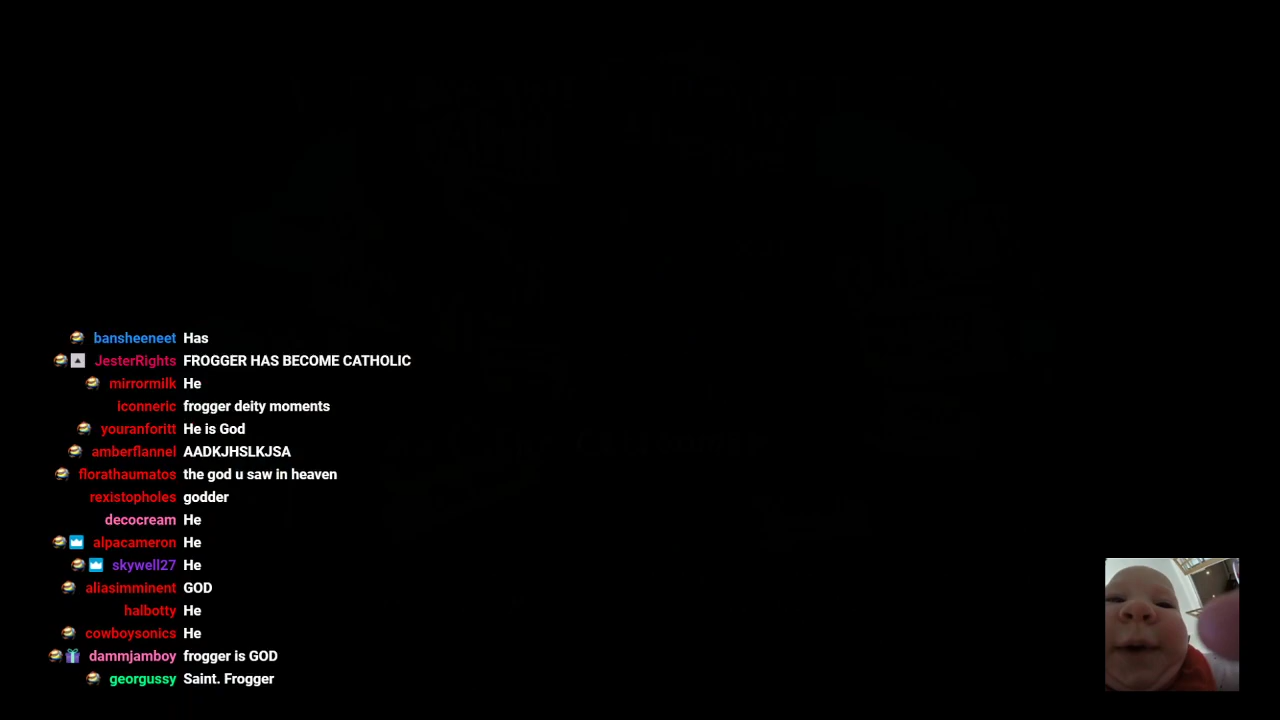 bansheeneet Has
JesterRights FROGGER HAS BECOME CATHOLIC
mirrormilk He
iconneric frogger deity moments
youranforitt He is God
amberflannel AADKJHSLKJSA
florathaumatos the god u saw in heaven
rexistopholes godder
decocream He
alpacameron He
skywell27 He
aliasimminent GOD
halbotty He
cowboysonics He
dammjamboy frogger is GOD
georgussy Saint. Frogger